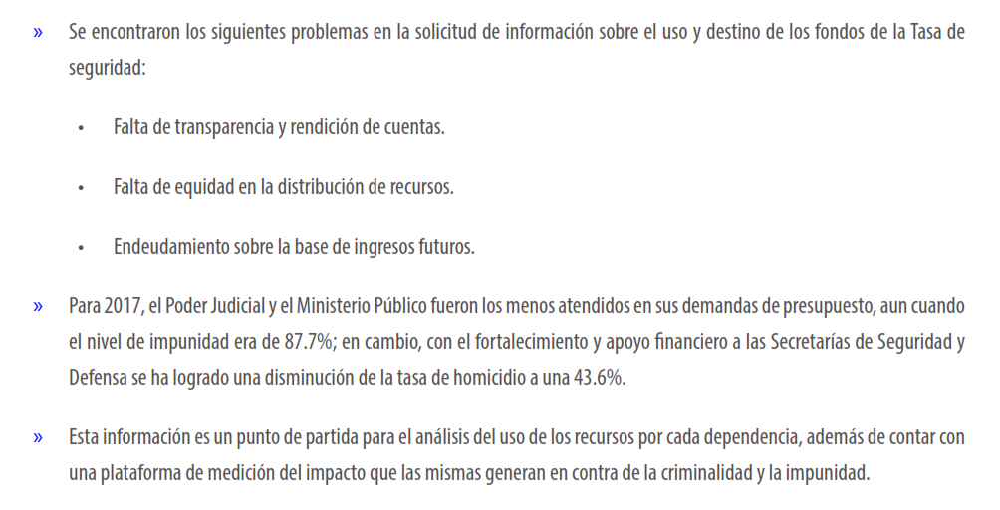 » Se encontraron los siguientes problemas en la solicitud de información sobre el uso y destino de los fondos de la Tasa de
seguridad:
• Falta de transparencia y rendición de cuentas.
• Falta de equidad en la distribución de recursos.
• Endeudamiento sobre la base de ingresos futuros.
» Para 2017, el Poder Judicial y el Ministerio Público fueron los menos atendidos en sus demandas de presupuesto, aun cuando
el nivel de impunidad era de 87.7%; en cambio, con el fortalecimiento y apoyo financiero a las Secretarías de Seguridad y
Defensa se ha logrado una disminución de la tasa de homicidio a una 43.6%.
» Esta información es un punto de partida para el análisis del uso de los recursos por cada dependencia, además de contar con
una plataforma de medición del impacto que las mismas generan en contra de la criminalidad y la impunidad.